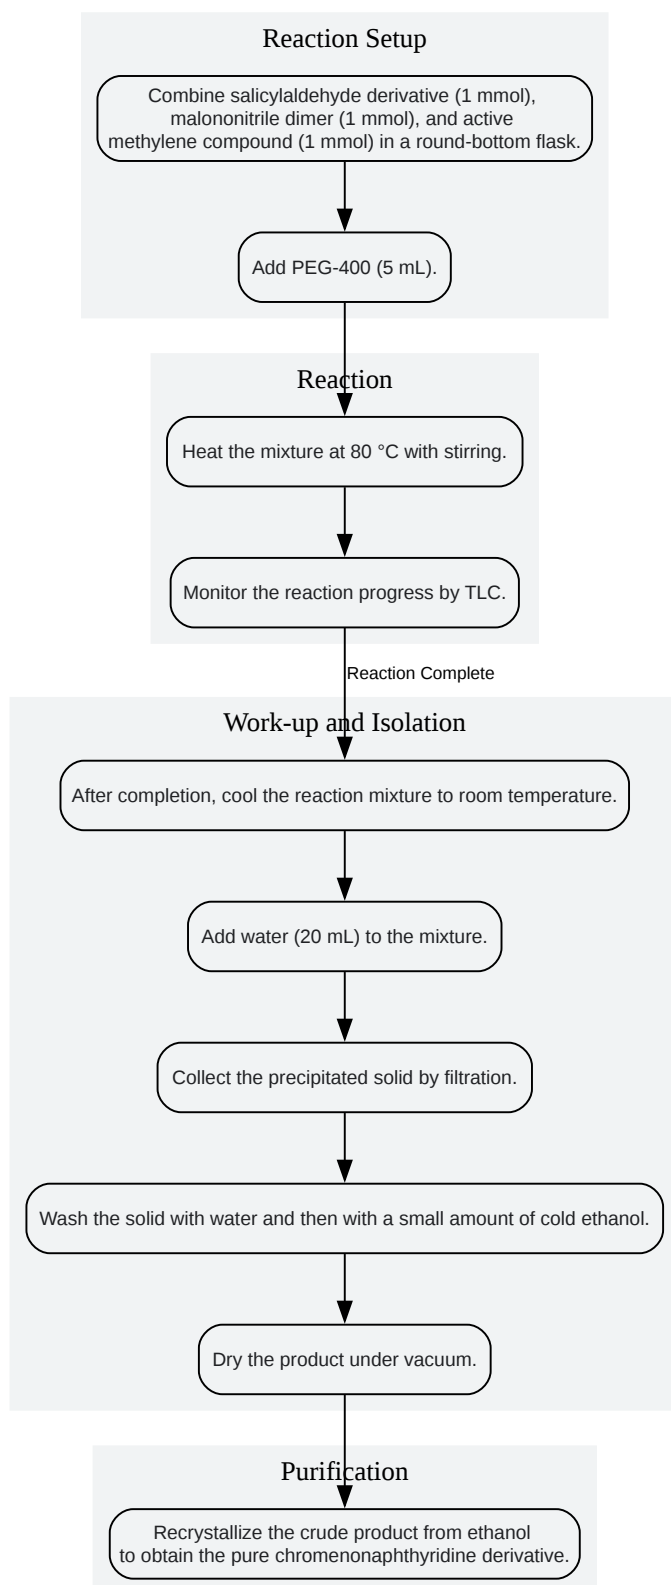 Reaction Setup
Combine salicylaldehyde derivative (1 mmol),
malononitrile dimer (1 mmol), and active
methylene compound (1 mmol) in a round-bottom flask.
Add PEG-400 (5 mL).
Reaction
Heat the mixture at 80 °C with stirring.
Monitor the reaction progress by TLC.
Reaction Complete
Work-up and Isolation
After completion, cool the reaction mixture to room temperature.
Add water (20 mL) to the mixture.
Collect the precipitated solid by filtration.
Wash the solid with water and then with a small amount of cold ethanol.
Dry the product under vacuum.
Purification
Recrystallize the crude product from ethanol
to obtain the pure chromenonaphthyridine derivative.